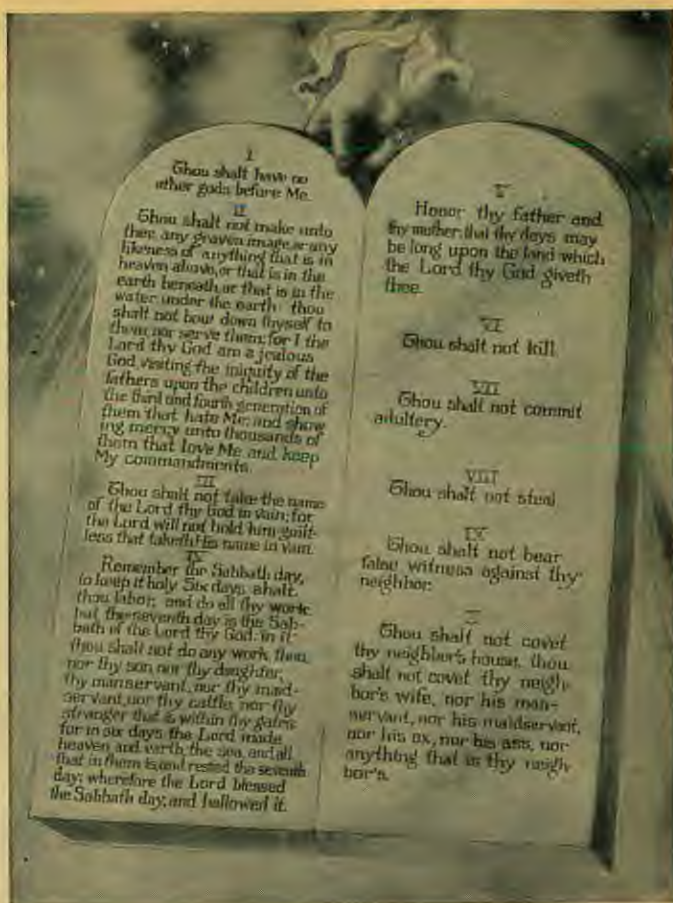 I
Thou shalt have no
other gods before Me.
II
Thou shalt not make unto
thee any graven image, or any
likeness of anything that is in
heaven above, or that is in the
earth beneath, or that is in the
water under the earth: thou
shalt not bow down thyself to
them, nor serve them: for I the
Lord thy God am a jealous
God, visiting the iniquity of the
fathers upon the children unto
the third and fourth generation of
them that hate Me; and show
ing mercy unto thousands of
them that love Me and keep
My commandments.
III
Thou shalt not take the name
of the Lord thy God in vain; for
the Lord will not hold him guilt-
less that taketh His name in vain.
IV
Remember the Sabbath day,
to keep it holy Six days shalt
thou labor, and do all thy work:
but the seventh day is the Sab-
bath of the Lord thy God: in it
thou shalt not do any work, thou,
nor thy son nor thy daughter,
thy manservant, nor thy maid-
servant, nor thy cattle, nor thy
stranger that is within thy gates:
for in six days the Lord made
heaven and earth, the sea, and all
that in them is, and rested the seventh
day; wherefore the Lord blessed
the Sabbath day, and hallowed it.
V
Honor thy father and
thy mother: that thy days may
be long upon the land which
the Lord thy God giveth
thee.
VI
Thou shalt not kill.
VII
Thou shalt not commit
adultery.
VIII
Thou shalt not steal
IX
Thou shalt not bear
false witness against thy
neighbor.
X
Thou shalt not covet
thy neighbor's house, thou
shalt not covet thy neigh-
bor's wife, nor his man-
servant, nor his maidservant,
nor his ox, nor his ass, nor
anything that is thy neigh-
bor's.